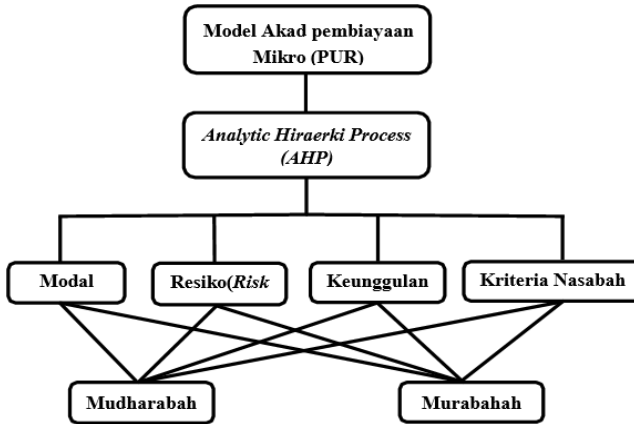 Model Akad pembiayaan
Mikro (PUR)
Analytic Hiraerki Process
(AHP)
Modal
Resiko(Risk
Keunggulan
Kriteria Nasabah
Mudharabah
Murabahah